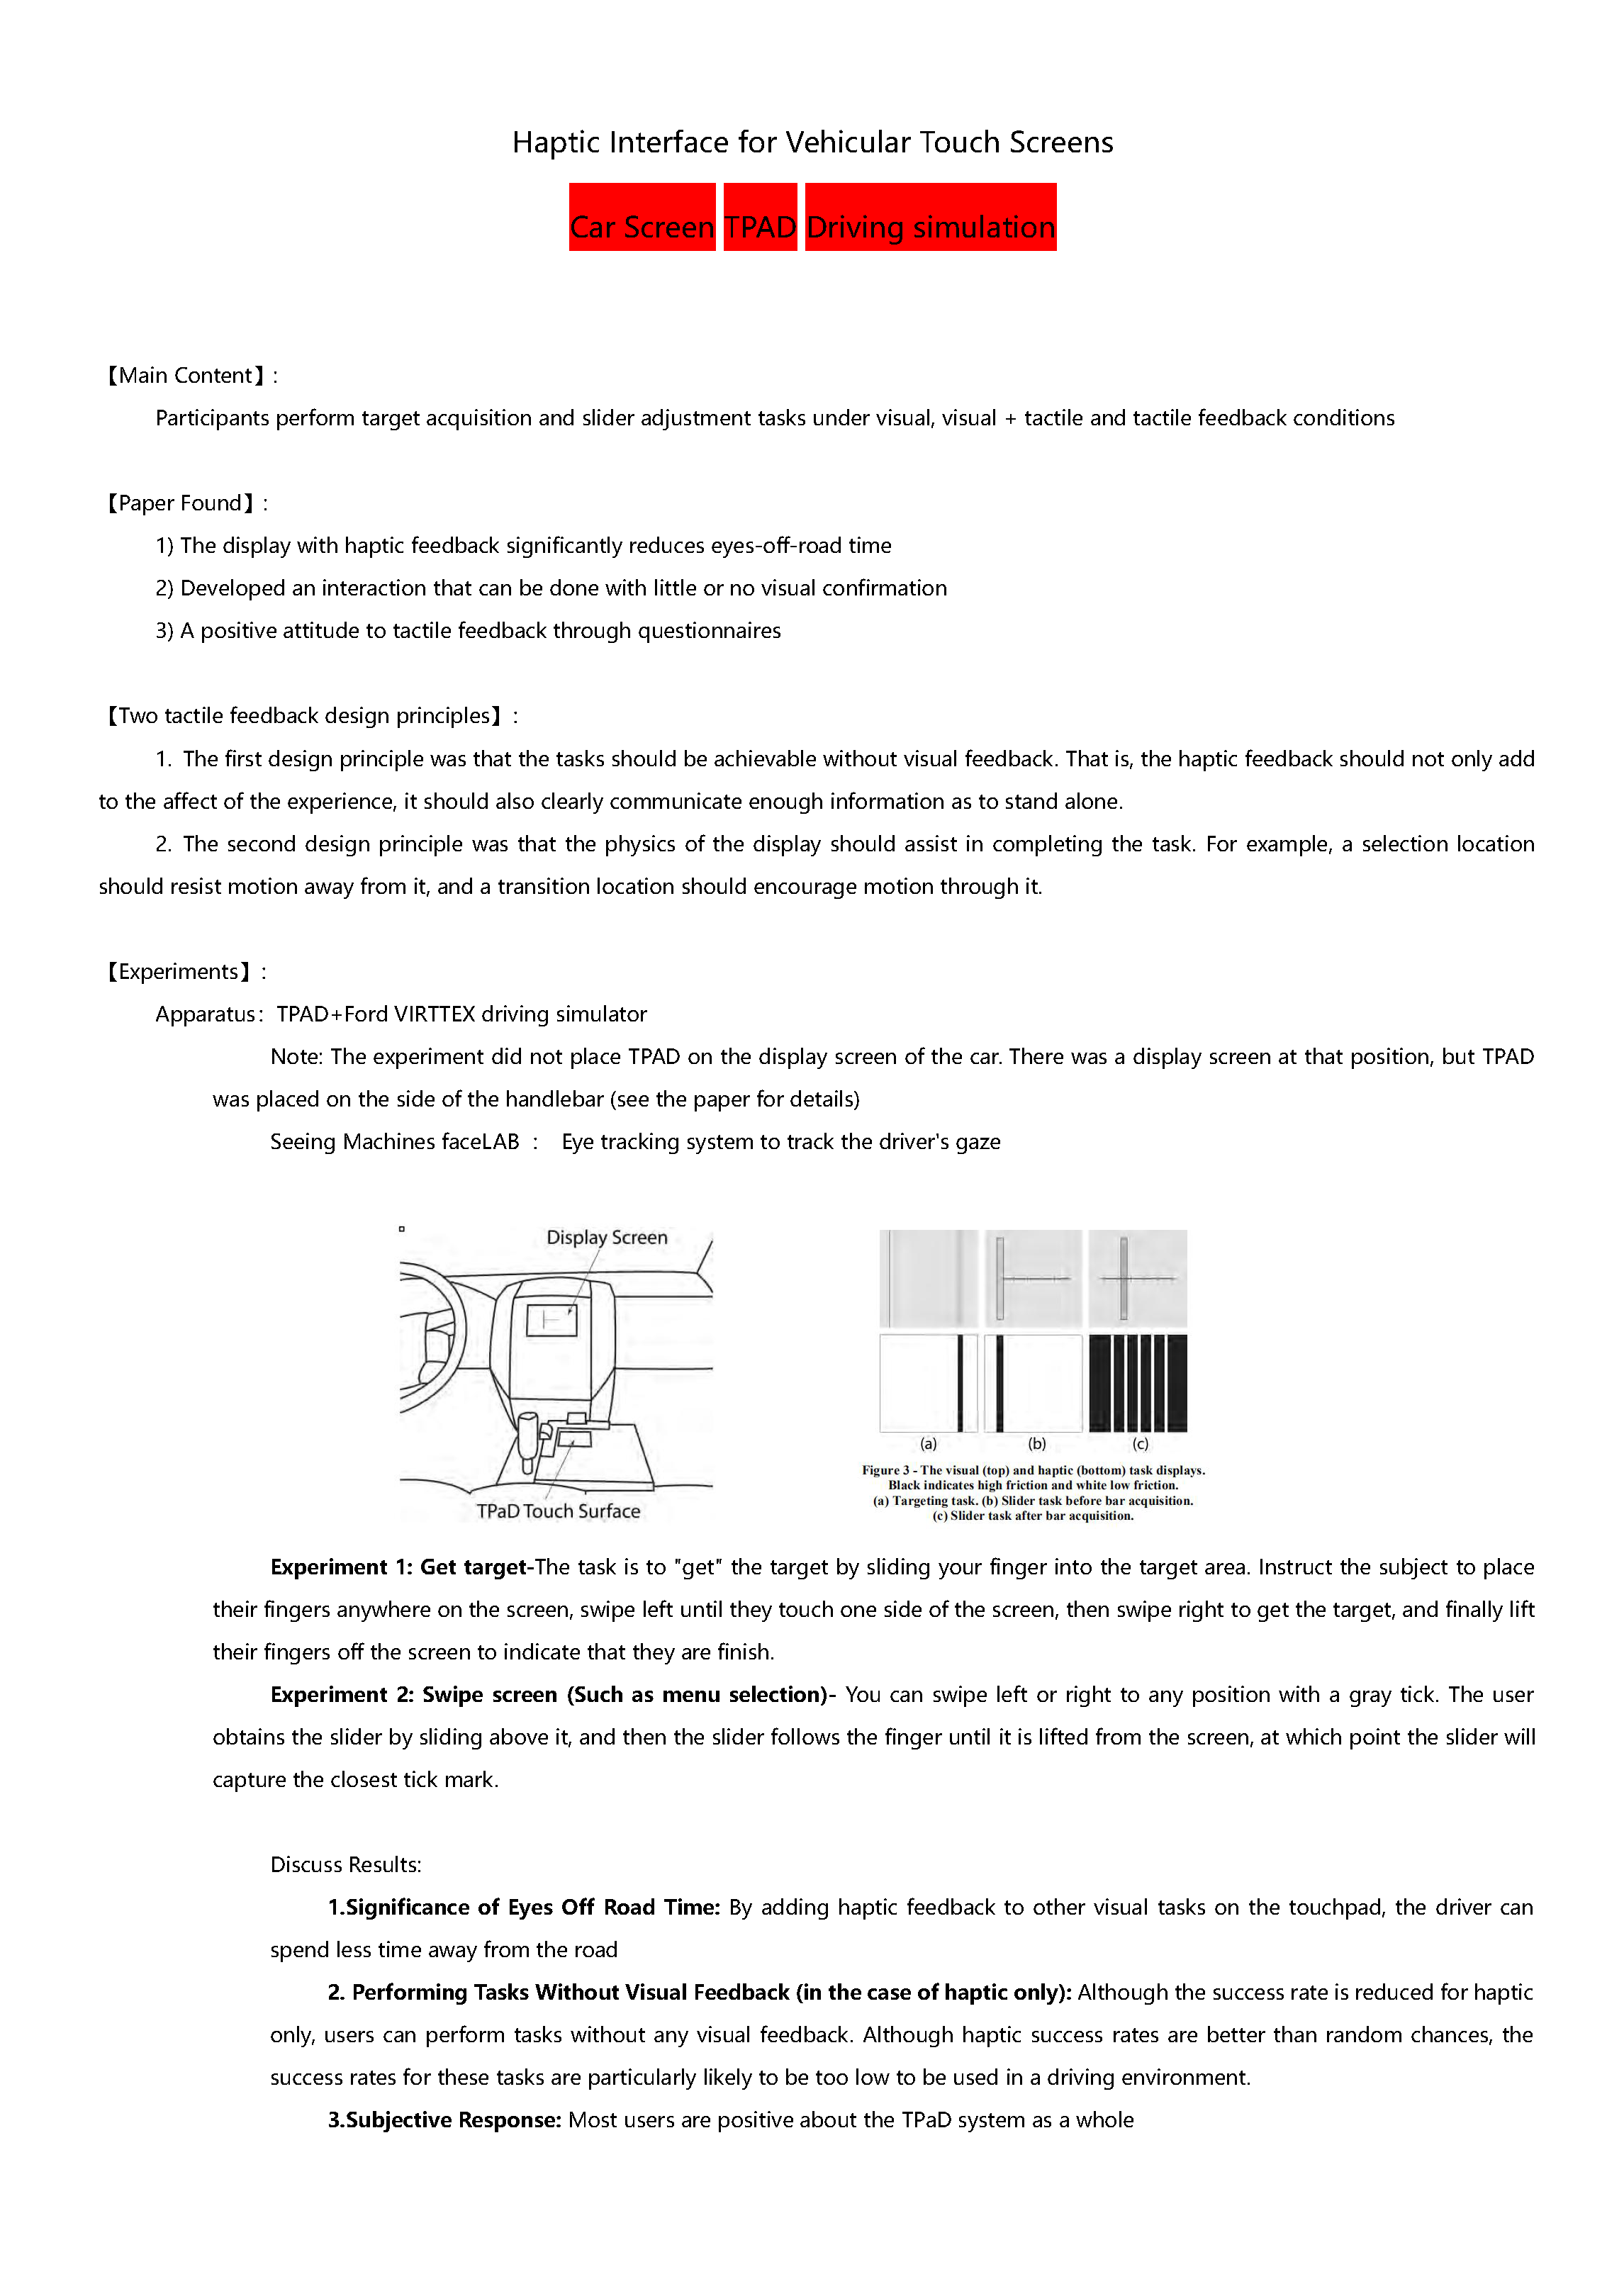 Haptic Interface for Vehicular Touch Screens
Car Screen TPAD Driving simulation
【Main Content】:
Participants perform target acquisition and slider adjustment tasks under visual, visual + tactile and tactile feedback conditions
【Paper Found】:
1) The display with haptic feedback significantly reduces eyes-off-road time
2) Developed an interaction that can be done with little or no visual confirmation
3) A positive attitude to tactile feedback through questionnaires
【Two tactile feedback design principles】:
1. The first design principle was that the tasks should be achievable without visual feedback. That is, the haptic feedback should not only add
to the affect of the experience, it should also clearly communicate enough information as to stand alone.
2. The second design principle was that the physics of the display should assist in completing the task. For example, a selection location
should resist motion away from it, and a transition location should encourage motion through it.
【Experiments】:
Apparatus: TPAD+Ford VIRTTEX driving simulator
Note: The experiment did not place TPAD on the display screen of the car. There was a display screen at that position, but TPAD
was placed on the side of the handlebar (see the paper for details)
Seeing Machines faceLAB : Eye tracking system to track the driver's gaze
Display Screen
TPaD Touch Surface
(a) (b) (c)
Figure 3 - The visual (top) and haptic (bottom) task displays.
Black indicates high friction and white low friction.
(a) Targeting task. (b) Slider task before bar acquisition.
(c) Slider task after bar acquisition.
Experiment 1: Get target-The task is to "get" the target by sliding your finger into the target area. Instruct the subject to place
their fingers anywhere on the screen, swipe left until they touch one side of the screen, then swipe right to get the target, and finally lift
their fingers off the screen to indicate that they are finish.
Experiment 2: Swipe screen (Such as menu selection)- You can swipe left or right to any position with a gray tick. The user
obtains the slider by sliding above it, and then the slider follows the finger until it is lifted from the screen, at which point the slider will
capture the closest tick mark.
Discuss Results:
1.Significance of Eyes Off Road Time: By adding haptic feedback to other visual tasks on the touchpad, the driver can
spend less time away from the road
2. Performing Tasks Without Visual Feedback (in the case of haptic only): Although the success rate is reduced for haptic
only, users can perform tasks without any visual feedback. Although haptic success rates are better than random chances, the
success rates for these tasks are particularly likely to be too low to be used in a driving environment.
3.Subjective Response: Most users are positive about the TPaD system as a whole